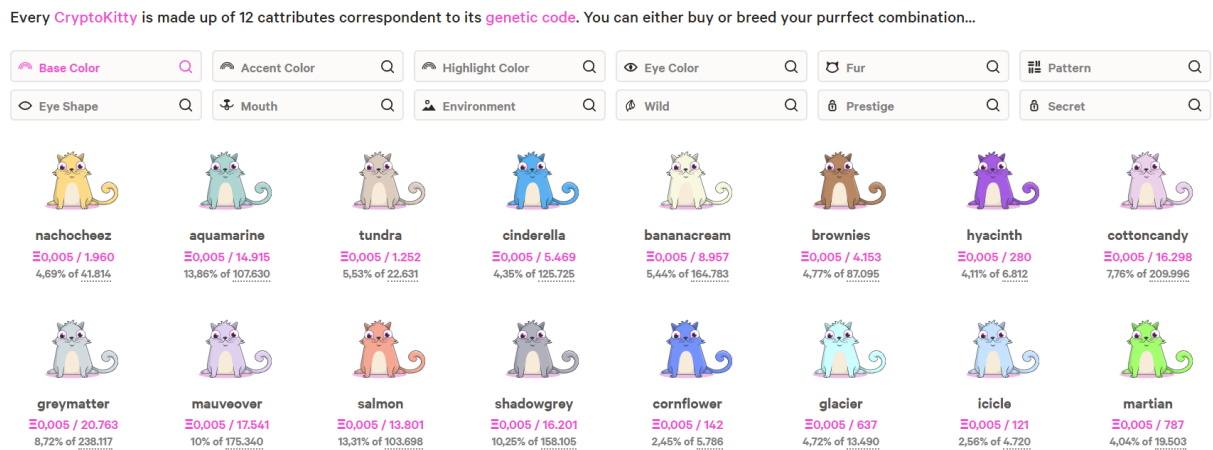 Every CryptoKitty is made up of 12 cattributes correspondent to its genetic code. You can either buy or breed your purrfect combination...
Base Color Accent Color Highlight Color Eye Color Fur Pattern
Eye Shape Mouth Environment Wild Prestige Secret
nachocheez aquamarine tundra cinderella bananacream brownies hyacinth cottoncandy
Ξ0,005 / 1.960 Ξ0,005 / 14.915 Ξ0,005 / 1.252 Ξ0,005 / 5.469 Ξ0,005 / 8.957 Ξ0,005 / 4.153 Ξ0,005 / 280 Ξ0,005 / 16.298
4,69% of 41.814 13,86% of 107.630 5,53% of 22.631 4,35% of 125.725 5,44% of 164.783 4,77% of 87.095 4,11% of 6.812 7,76% of 209.996
greymatter mauveover salmon shadowgrey cornflower glacier icicle martian
Ξ0,005 / 20.763 Ξ0,005 / 17.541 Ξ0,005 / 13.801 Ξ0,005 / 16.201 Ξ0,005 / 142 Ξ0,005 / 637 Ξ0,005 / 121 Ξ0,005 / 787
8,72% of 238.117 10% of 175.340 13,31% of 103.698 10,25% of 158.105 2,45% of 5.786 4,72% of 13.490 2,56% of 4.720 4,04% of 19.503